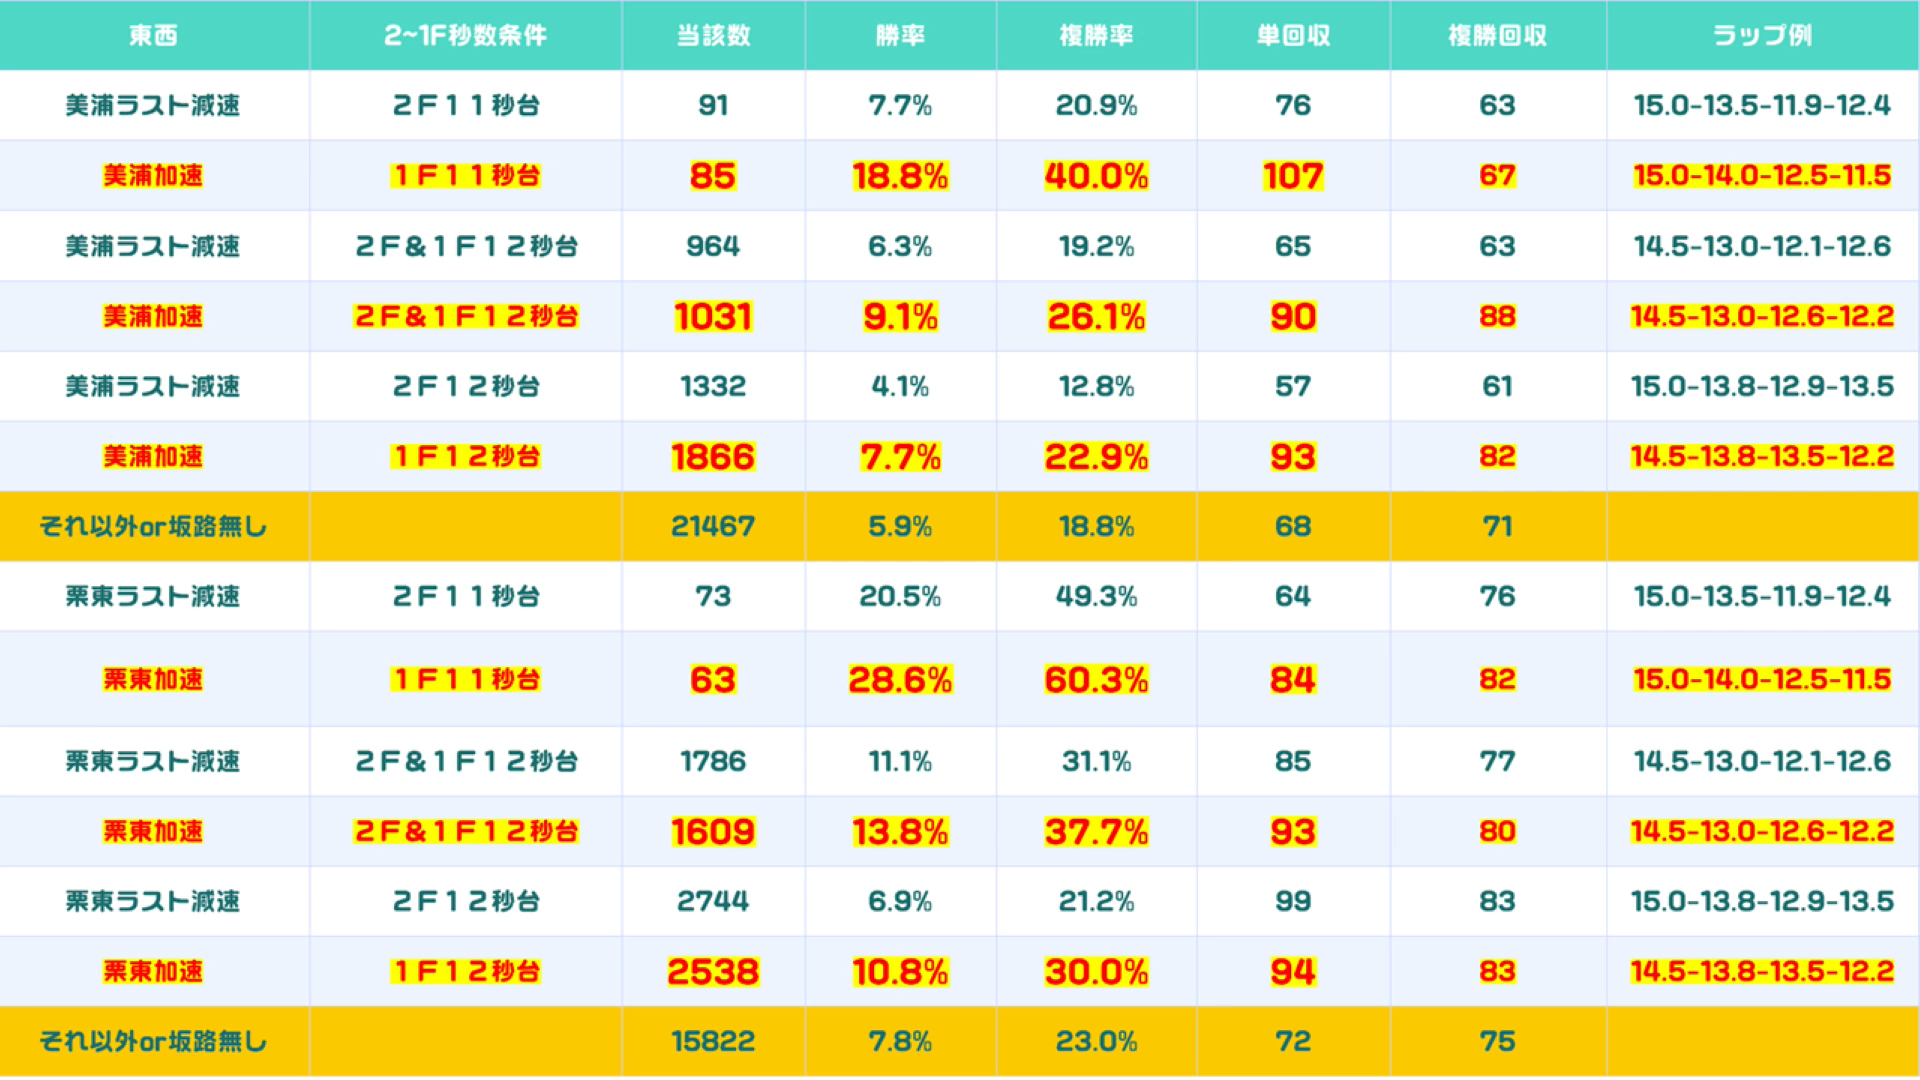 東西 2~1F秒数条件 当該数 勝率 複勝率 単回収 複勝回収 ラップ例
美浦ラスト減速 2F11秒台 91 7.7% 20.9% 76 63 15.0-13.5-11.9-12.4
美浦加速 1F11秒台 85 18.8% 40.0% 107 67 15.0-14.0-12.5-11.5
美浦ラスト減速 2F&1F12秒台 964 6.3% 19.2% 65 63 14.5-13.0-12.1-12.6
美浦加速 2F&1F12秒台 1031 9.1% 26.1% 90 88 14.5-13.0-12.6-12.2
美浦ラスト減速 2F12秒台 1332 4.1% 12.8% 57 61 15.0-13.8-12.9-13.5
美浦加速 1F12秒台 1866 7.7% 22.9% 93 82 14.5-13.8-13.5-12.2
それ以外or坂路無し 21467 5.9% 18.8% 68 71
栗東ラスト減速 2F11秒台 73 20.5% 49.3% 64 76 15.0-13.5-11.9-12.4
栗東加速 1F11秒台 63 28.6% 60.3% 84 82 15.0-14.0-12.5-11.5
栗東ラスト減速 2F&1F12秒台 1786 11.1% 31.1% 85 77 14.5-13.0-12.1-12.6
栗東加速 2F&1F12秒台 1609 13.8% 37.7% 93 80 14.5-13.0-12.6-12.2
栗東ラスト減速 2F12秒台 2744 6.9% 21.2% 99 83 15.0-13.8-12.9-13.5
栗東加速 1F12秒台 2538 10.8% 30.0% 94 83 14.5-13.8-13.5-12.2
それ以外or坂路無し 15822 7.8% 23.0% 72 75